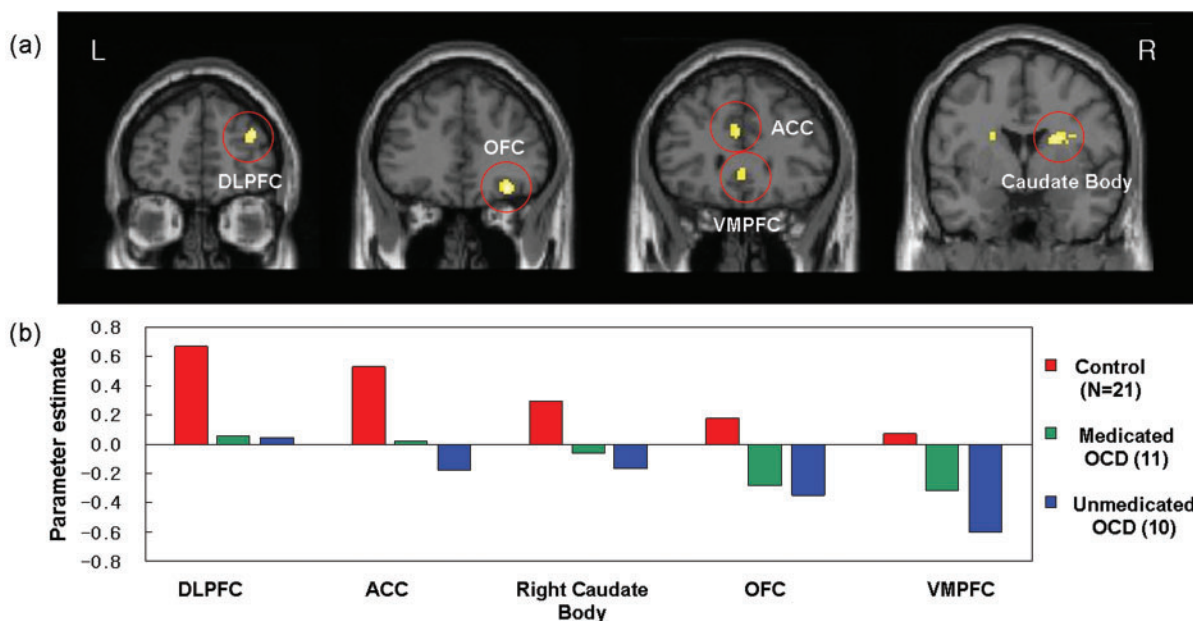 (a)
L
R
DLPFC
OFC
ACC
VMPFC
Caudate Body
(b)
Parameter estimate
0.8
0.6
0.4
0.2
0.0
−0.2
−0.4
−0.6
−0.8
DLPFC
ACC
Right Caudate
Body
OFC
VMPFC
Control
(N=21)
Medicated
OCD (11)
Unmedicated
OCD (10)